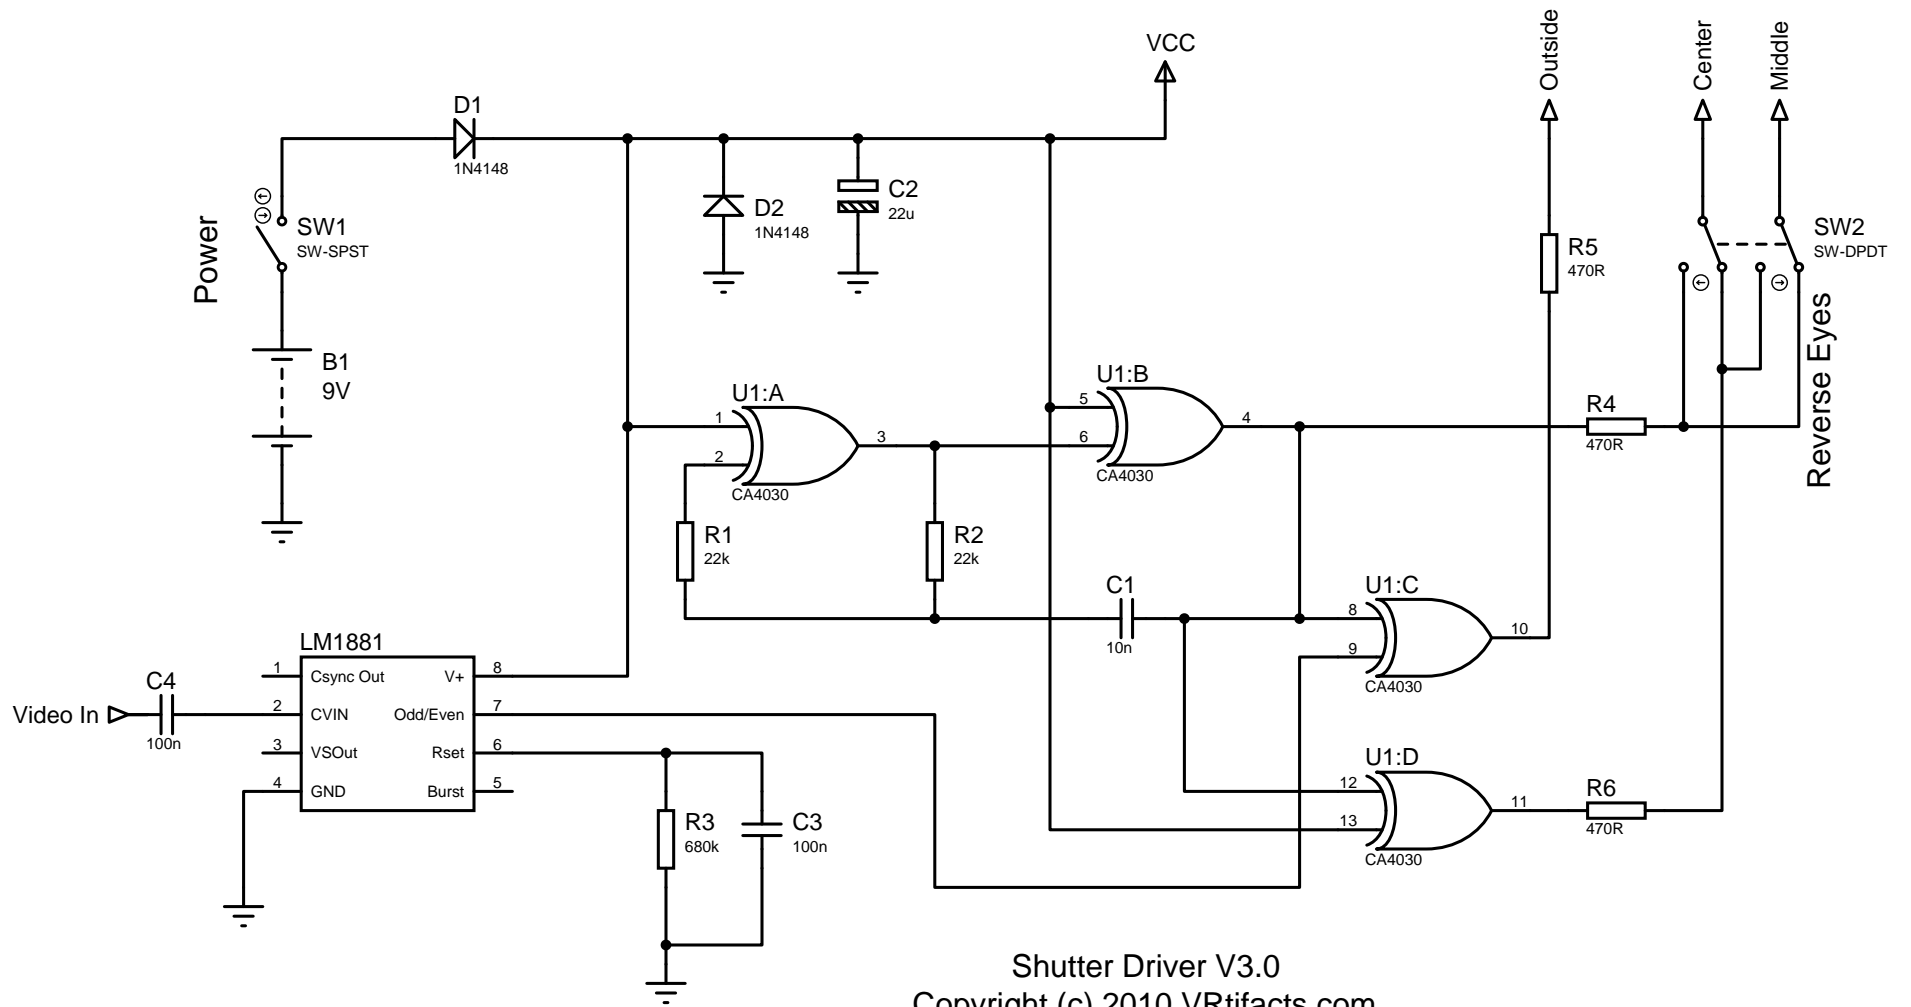 Outside
Center
Middle
VCC
D1
1N4148
Power
SW1
SW-SPST
D2
1N4148
C2
22u
R5
470R
SW2
SW-DPDT
Reverse Eyes
B1
9V
U1:A
1
2
3
CA4030
U1:B
5
6
4
CA4030
R4
470R
R1
22k
R2
22k
C1
10n
U1:C
8
9
10
CA4030
LM1881
C4
100n
Video In
1
Csync Out
V+
8
2
CVIN
Odd/Even
7
3
VSOut
Rset
6
4
GND
Burst
5
R3
680k
C3
100n
U1:D
12
13
11
CA4030
R6
470R
Shutter Driver V3.0
Copyright (c) 2010 VRtifacts.com